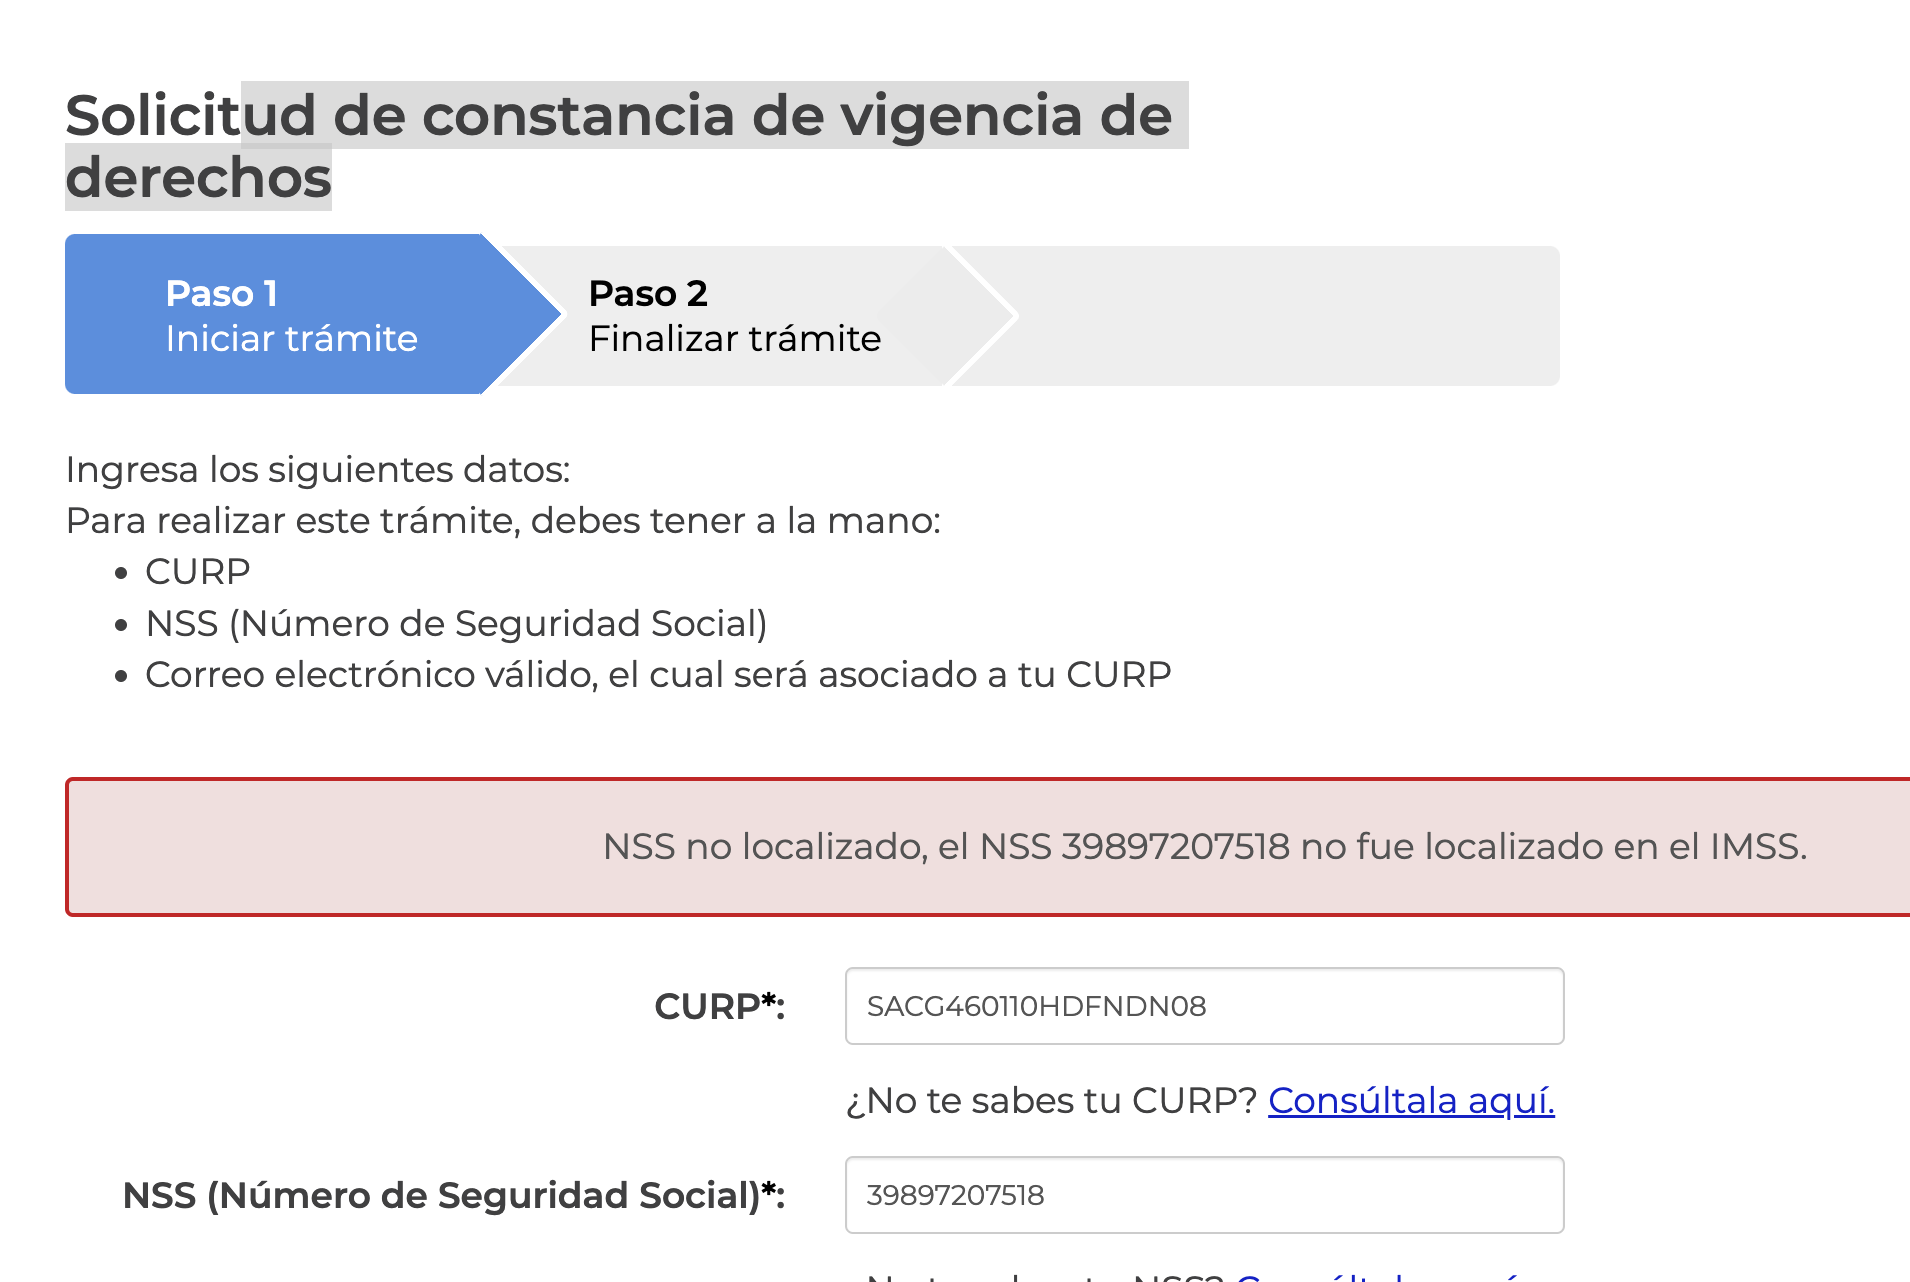 Solicitud de constancia de vigencia de
derechos
Paso 1
Iniciar trámite
Paso 2
Finalizar trámite
Ingresa los siguientes datos:
Para realizar este trámite, debes tener a la mano:
• CURP
• NSS (Número de Seguridad Social)
• Correo electrónico válido, el cual será asociado a tu CURP
NSS no localizado, el NSS 39897207518 no fue localizado en el IMSS.
CURP*: SACG460110HDFNDN08
¿No te sabes tu CURP? Consúltala aquí.
NSS (Número de Seguridad Social)*: 39897207518